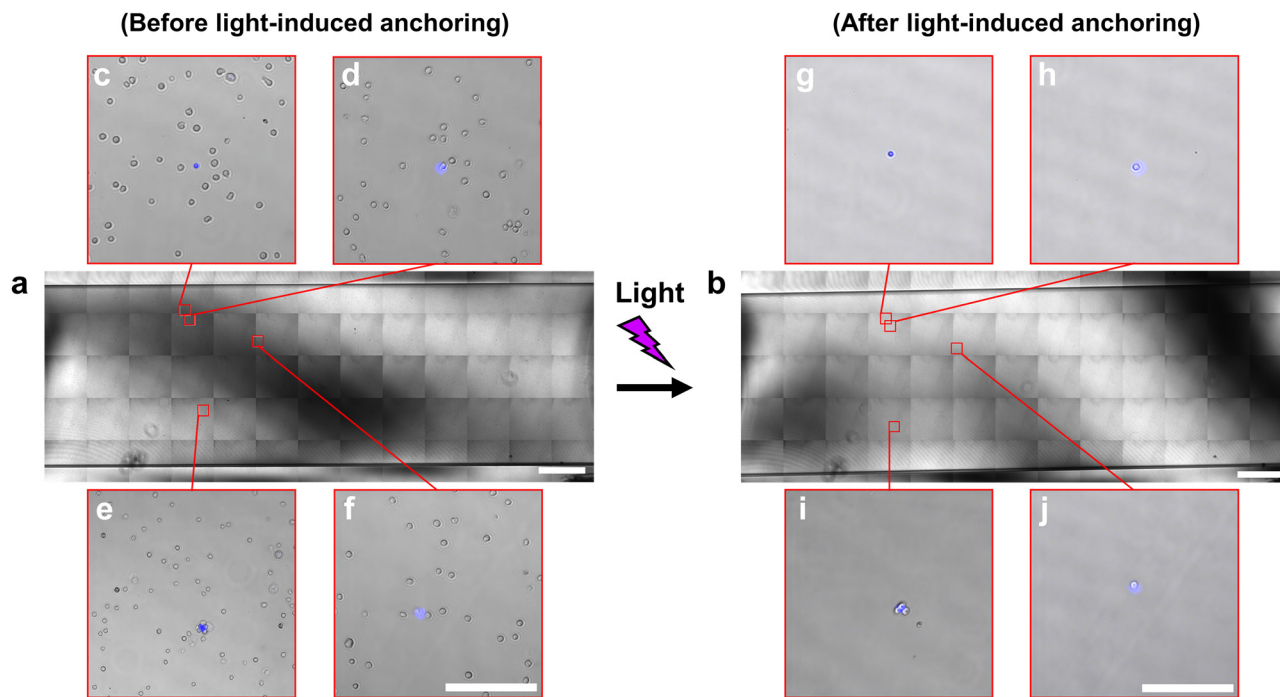 (Before light-induced anchoring)
(After light-induced anchoring)
c
d
g
h
a
Light
b
e
f
i
j